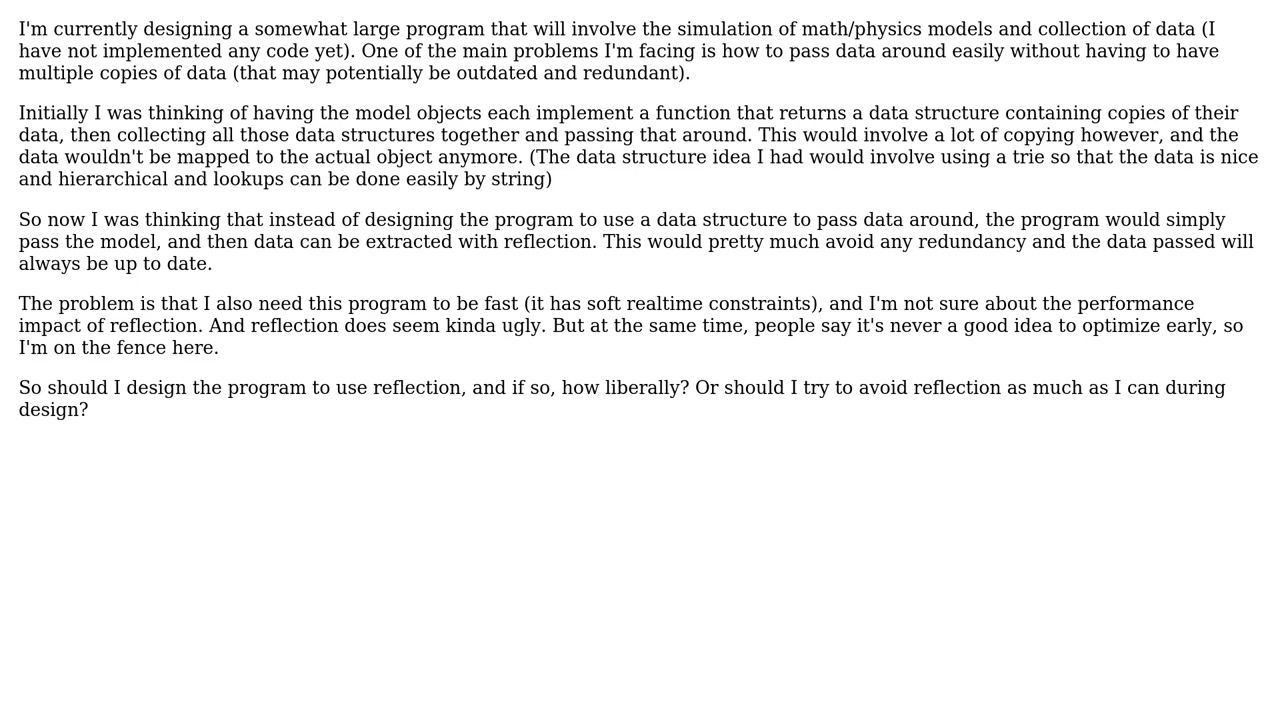 I'm currently designing a somewhat large program that will involve the simulation of math/physics models and collection of data (I
have not implemented any code yet). One of the main problems I'm facing is how to pass data around easily without having to have
multiple copies of data (that may potentially be outdated and redundant).
Initially I was thinking of having the model objects each implement a function that returns a data structure containing copies of their
data, then collecting all those data structures together and passing that around. This would involve a lot of copying however, and the
data wouldn't be mapped to the actual object anymore. (The data structure idea I had would involve using a trie so that the data is nice
and hierarchical and lookups can be done easily by string)
So now I was thinking that instead of designing the program to use a data structure to pass data around, the program would simply
pass the model, and then data can be extracted with reflection. This would pretty much avoid any redundancy and the data passed will
always be up to date.
The problem is that I also need this program to be fast (it has soft realtime constraints), and I'm not sure about the performance
impact of reflection. And reflection does seem kinda ugly. But at the same time, people say it's never a good idea to optimize early, so
I'm on the fence here.
So should I design the program to use reflection, and if so, how liberally? Or should I try to avoid reflection as much as I can during
design?